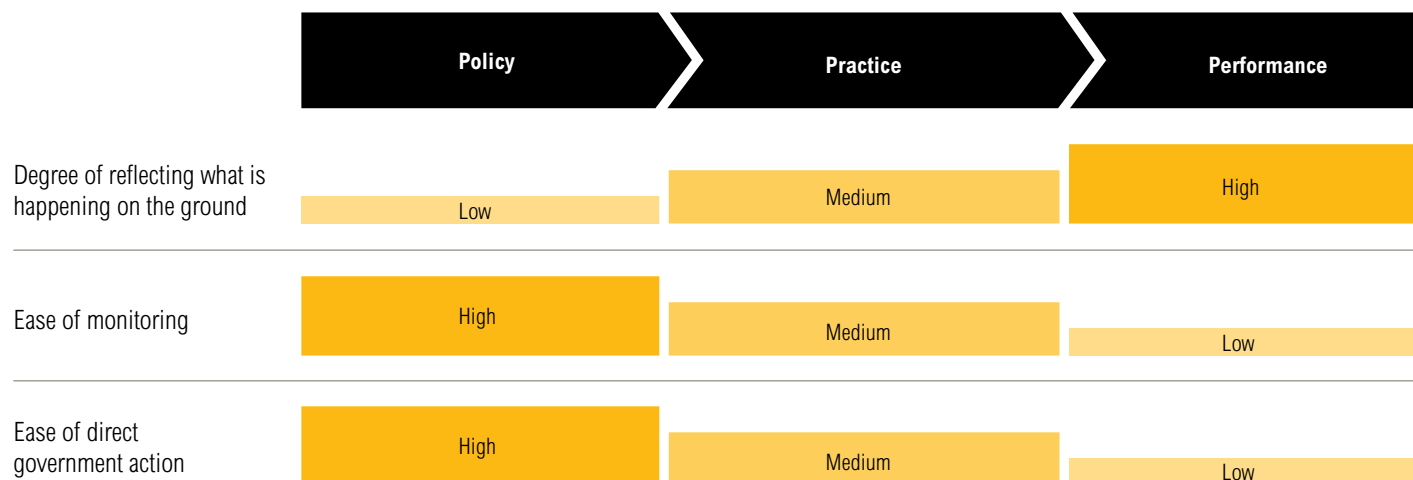 Policy
Practice
Performance
Degree of reflecting what is
happening on the ground
Low
Medium
High
Ease of monitoring
High
Medium
Low
Ease of direct
government action
High
Medium
Low